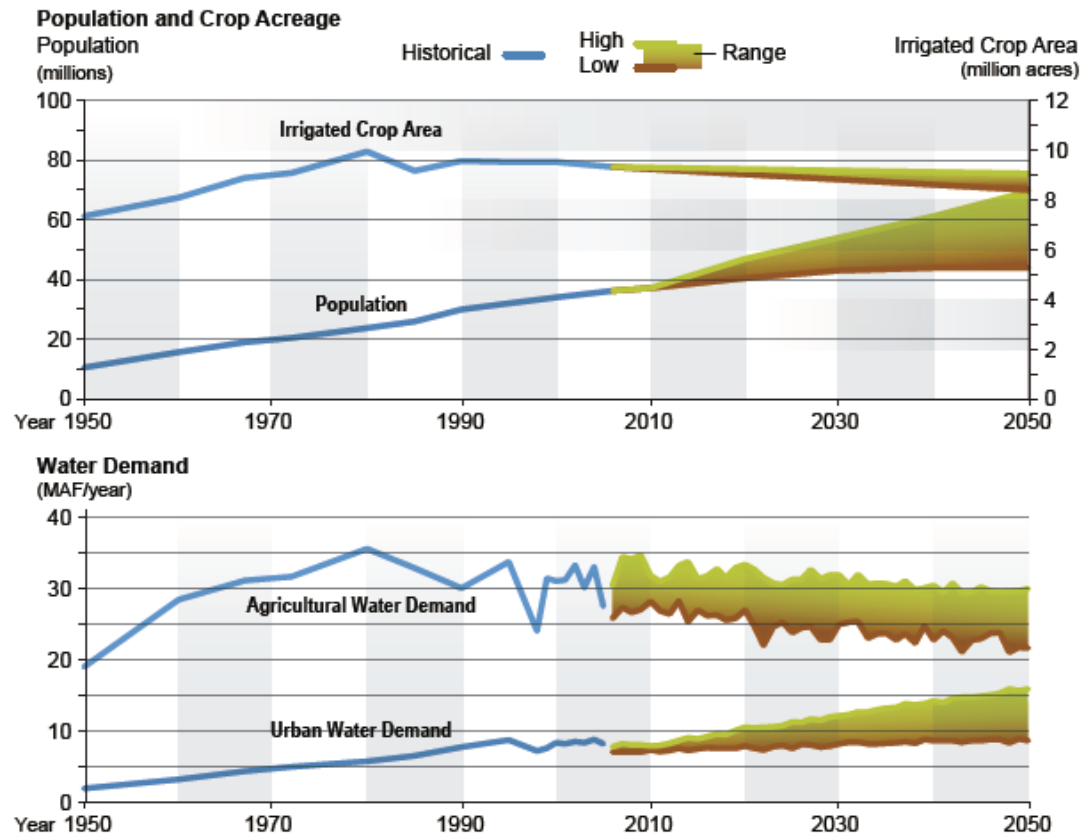 Population and Crop Acreage
Population
(millions)
Historical
High
Low
Range
Irrigated Crop Area
(million acres)
100
80
60
40
20
0
12
10
8
6
4
2
0
Irrigated Crop Area
Population
Year 1950 1970 1990 2010 2030 2050
Water Demand
(MAF/year)
40
30
20
10
0
Agricultural Water Demand
Urban Water Demand
Year 1950 1970 1990 2010 2030 2050